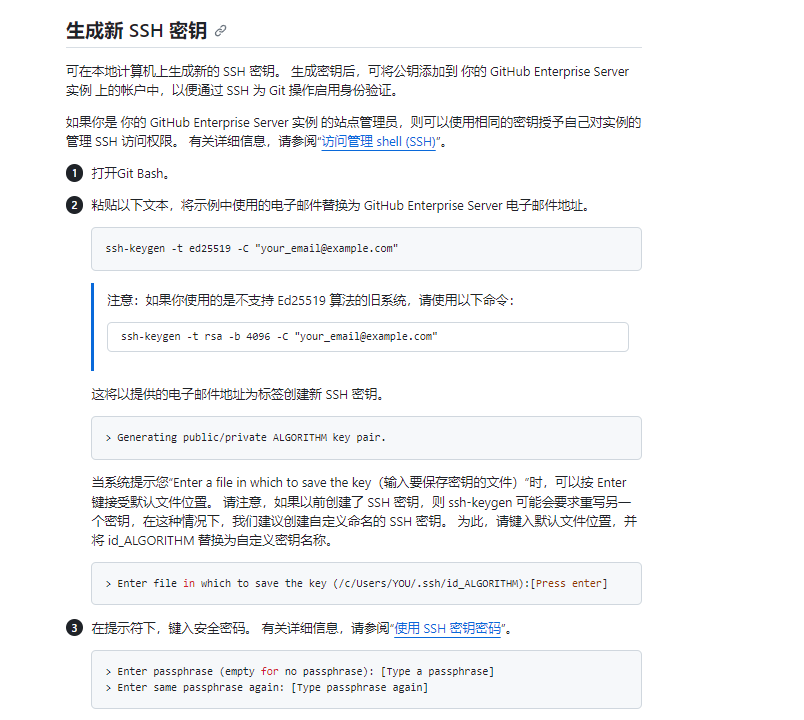 生成新 SSH 密钥
可在本地计算机上生成新的 SSH 密钥。 生成密钥后，可将公钥添加到 你的 GitHub Enterprise Server
实例 上的帐户中，以便通过 SSH 为 Git 操作启用身份验证。
如果你是 你的 GitHub Enterprise Server 实例 的站点管理员，则可以使用相同的密钥授予自己对实例的
管理 SSH 访问权限。 有关详细信息，请参阅“访问管理 shell (SSH)”。
1 打开Git Bash。
2 粘贴以下文本，将示例中使用的电子邮件替换为 GitHub Enterprise Server 电子邮件地址。
ssh-keygen -t ed25519 -C "your_email@example.com"
注意：如果你使用的是不支持 Ed25519 算法的旧系统，请使用以下命令：
ssh-keygen -t rsa -b 4096 -C "your_email@example.com"
这将以提供的电子邮件地址为标签创建新 SSH 密钥。
> Generating public/private ALGORITHM key pair.
当系统提示您“Enter a file in which to save the key（输入要保存密钥的文件）”时，可以按 Enter
键接受默认文件位置。 请注意，如果以前创建了 SSH 密钥，则 ssh-keygen 可能会要求重写另一
个密钥，在这种情况下，我们建议创建自定义命名的 SSH 密钥。 为此，请键入默认文件位置，并
将 id_ALGORITHM 替换为自定义密钥名称。
> Enter file in which to save the key (/c/Users/YOU/.ssh/id_ALGORITHM):[Press enter]
3 在提示符下，键入安全密码。 有关详细信息，请参阅“使用 SSH 密钥密码”。
> Enter passphrase (empty for no passphrase): [Type a passphrase]
> Enter same passphrase again: [Type passphrase again]